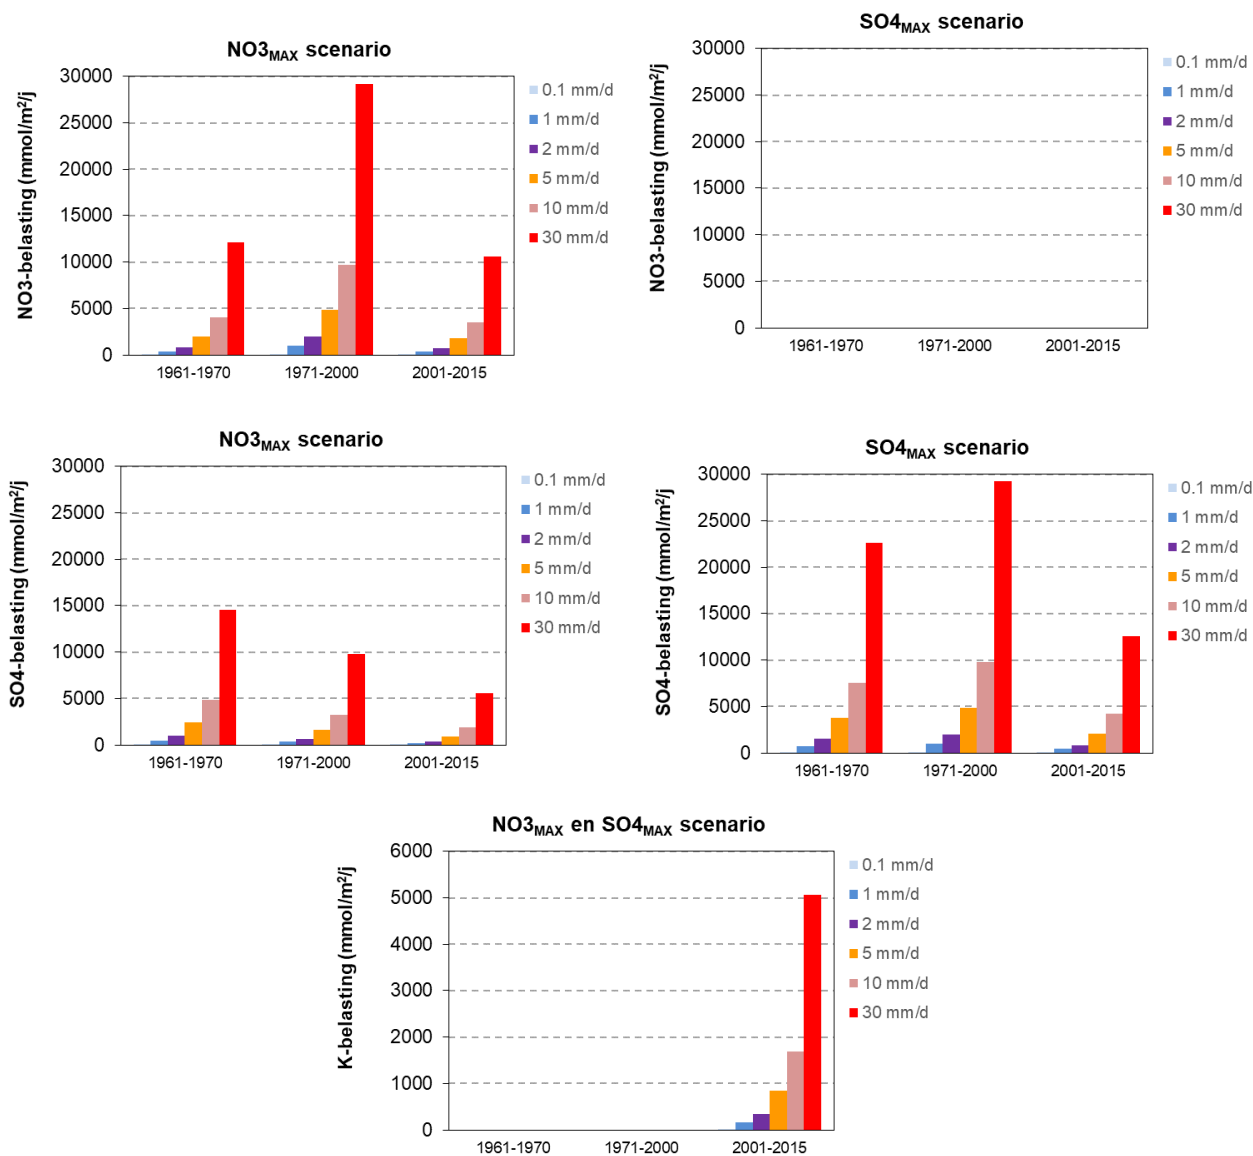 NO3MAX scenario
NO3-belasting (mmol/m²/j)
30000
25000
20000
15000
10000
5000
0
1961-1970 1971-2000 2001-2015
0.1 mm/d
1 mm/d
2 mm/d
5 mm/d
10 mm/d
30 mm/d
SO4MAX scenario
NO3-belasting (mmol/m²/j)
30000
25000
20000
15000
10000
5000
0
1961-1970 1971-2000 2001-2015
0.1 mm/d
1 mm/d
2 mm/d
5 mm/d
10 mm/d
30 mm/d
NO3MAX scenario
SO4-belasting (mmol/m²/j)
30000
25000
20000
15000
10000
5000
0
1961-1970 1971-2000 2001-2015
0.1 mm/d
1 mm/d
2 mm/d
5 mm/d
10 mm/d
30 mm/d
SO4MAX scenario
SO4-belasting (mmol/m²/j)
30000
25000
20000
15000
10000
5000
0
1961-1970 1971-2000 2001-2015
0.1 mm/d
1 mm/d
2 mm/d
5 mm/d
10 mm/d
30 mm/d
NO3MAX en SO4MAX scenario
K-belasting (mmol/m²/j)
6000
5000
4000
3000
2000
1000
0
1961-1970 1971-2000 2001-2015
0.1 mm/d
1 mm/d
2 mm/d
5 mm/d
10 mm/d
30 mm/d